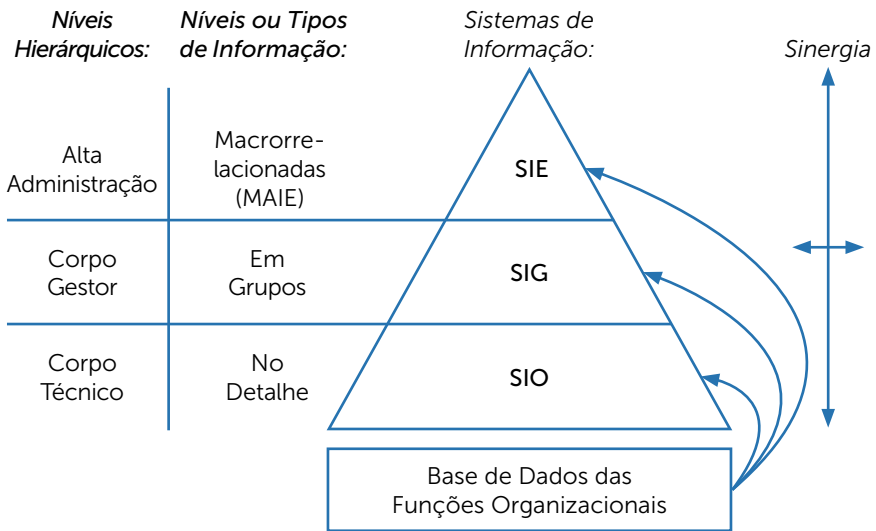 Níveis
Hierárquicos:
Níveis ou Tipos
de Informação:
Sistemas de
Informação:
Sinergia
Alta
Administração
Macrorre-
lacionadas
(MAIE)
SIE
Corpo
Gestor
Em
Grupos
SIG
Corpo
Técnico
No
Detalhe
SIO
Base de Dados das
Funções Organizacionais